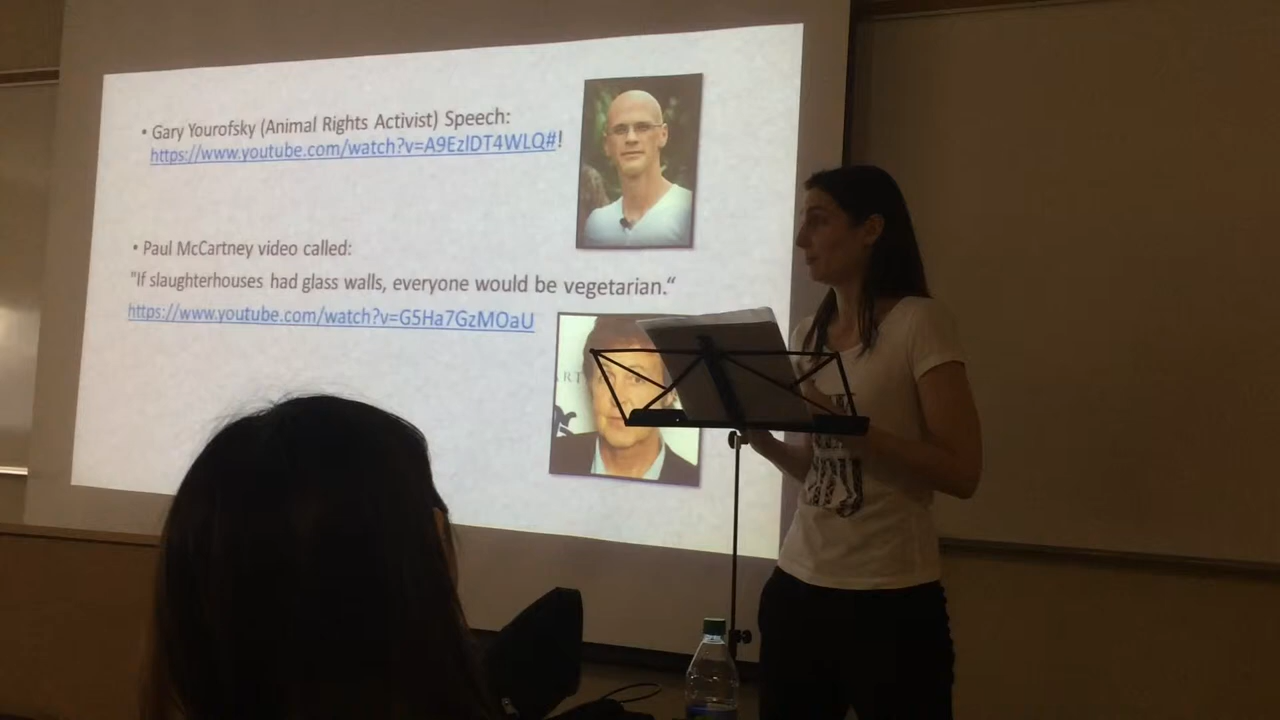 • Gary Yourofsky (Animal Rights Activist) Speech:
https://www.youtube.com/watch?v=A9EzlDT4WLQ#!
• Paul McCartney video called:
"If slaughterhouses had glass walls, everyone would be vegetarian.“
https://www.youtube.com/watch?v=G5Ha7GzMOaU